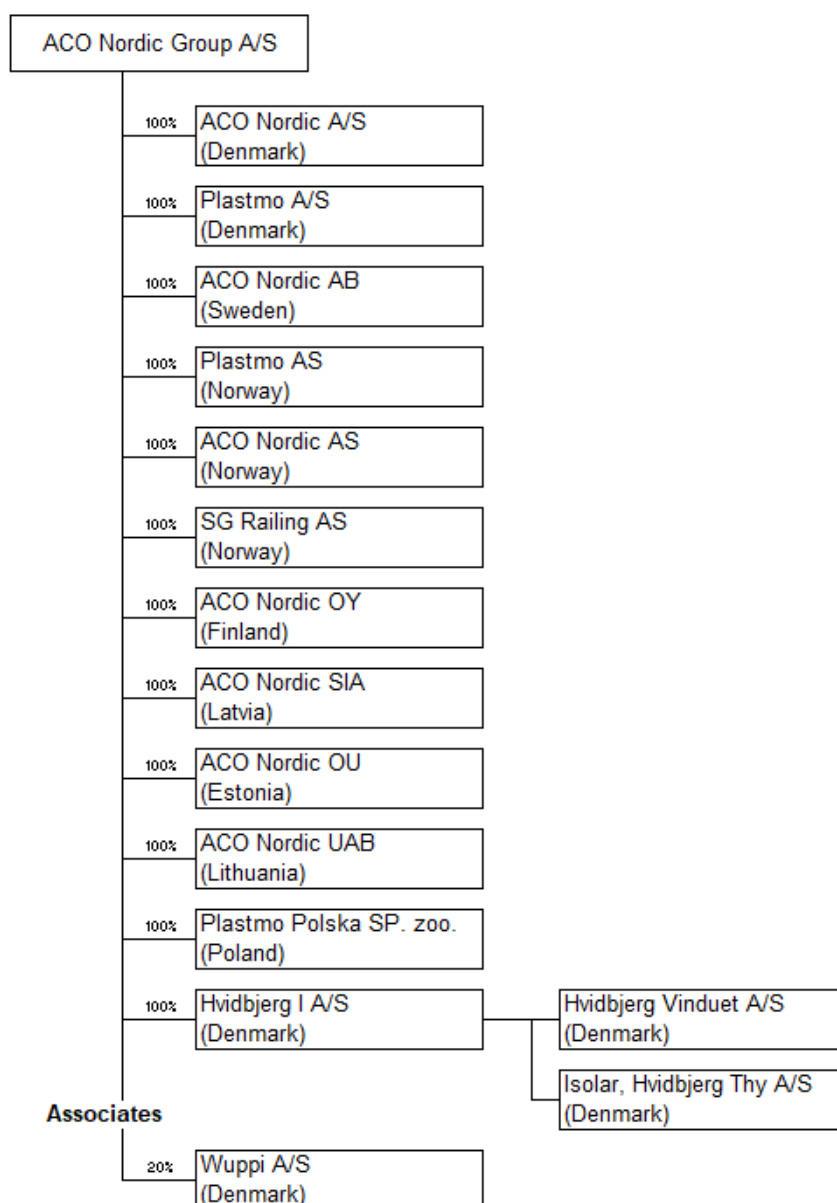 ACO Nordic Group A/S
100%
ACO Nordic A/S
(Denmark)
100%
Plastmo A/S
(Denmark)
100%
ACO Nordic AB
(Sweden)
100%
Plastmo AS
(Norway)
100%
ACO Nordic AS
(Norway)
100%
SG Railing AS
(Norway)
100%
ACO Nordic OY
(Finland)
100%
ACO Nordic SIA
(Latvia)
100%
ACO Nordic OU
(Estonia)
100%
ACO Nordic UAB
(Lithuania)
100%
Plastmo Polska SP. zoo.
(Poland)
100%
Hvidbjerg I A/S
(Denmark)
Hvidbjerg Vinduet A/S
(Denmark)
Isolar, Hvidbjerg Thy A/S
(Denmark)
Associates
20%
Wuppi A/S
(Denmark)